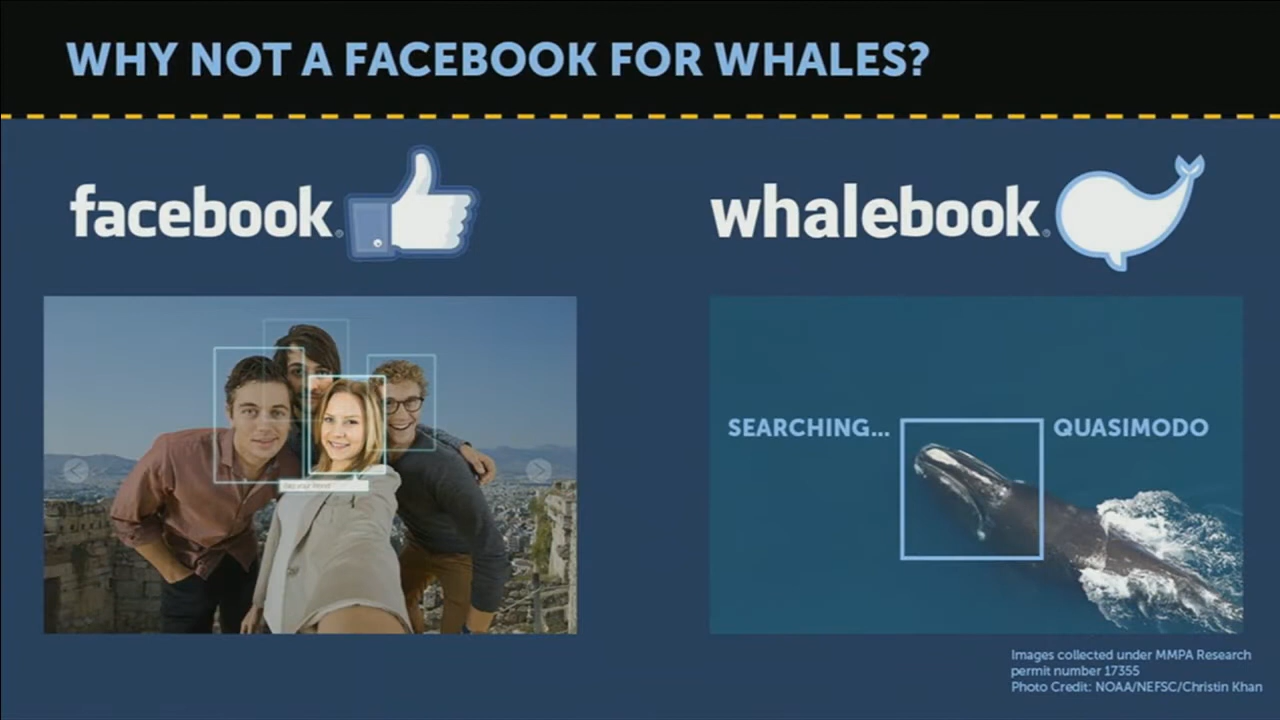 WHY NOT A FACEBOOK FOR WHALES?
facebook®
whalebook®
SEARCHING...
QUASIMODO
Images collected under MMPA Research
permit number 17355
Photo Credit: NOAA/NEFSC/Christin Khan